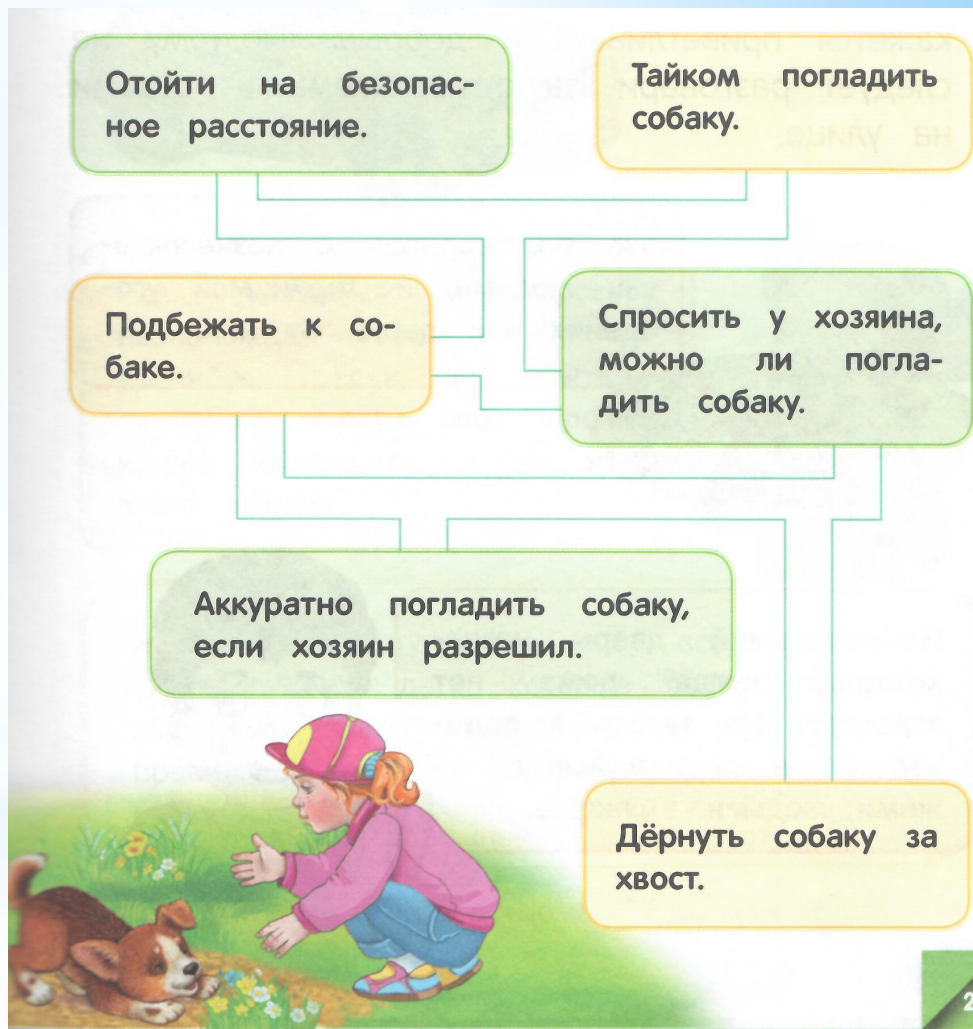 Отойти на безопас-
ное расстояние.
Тайком погладить
собаку.
Подбежать к со-
баке.
Спросить у хозяина,
можно ли погла-
дить собаку.
Аккуратно погладить собаку,
если хозяин разрешил.
Дёрнуть собаку за
хвост.
2